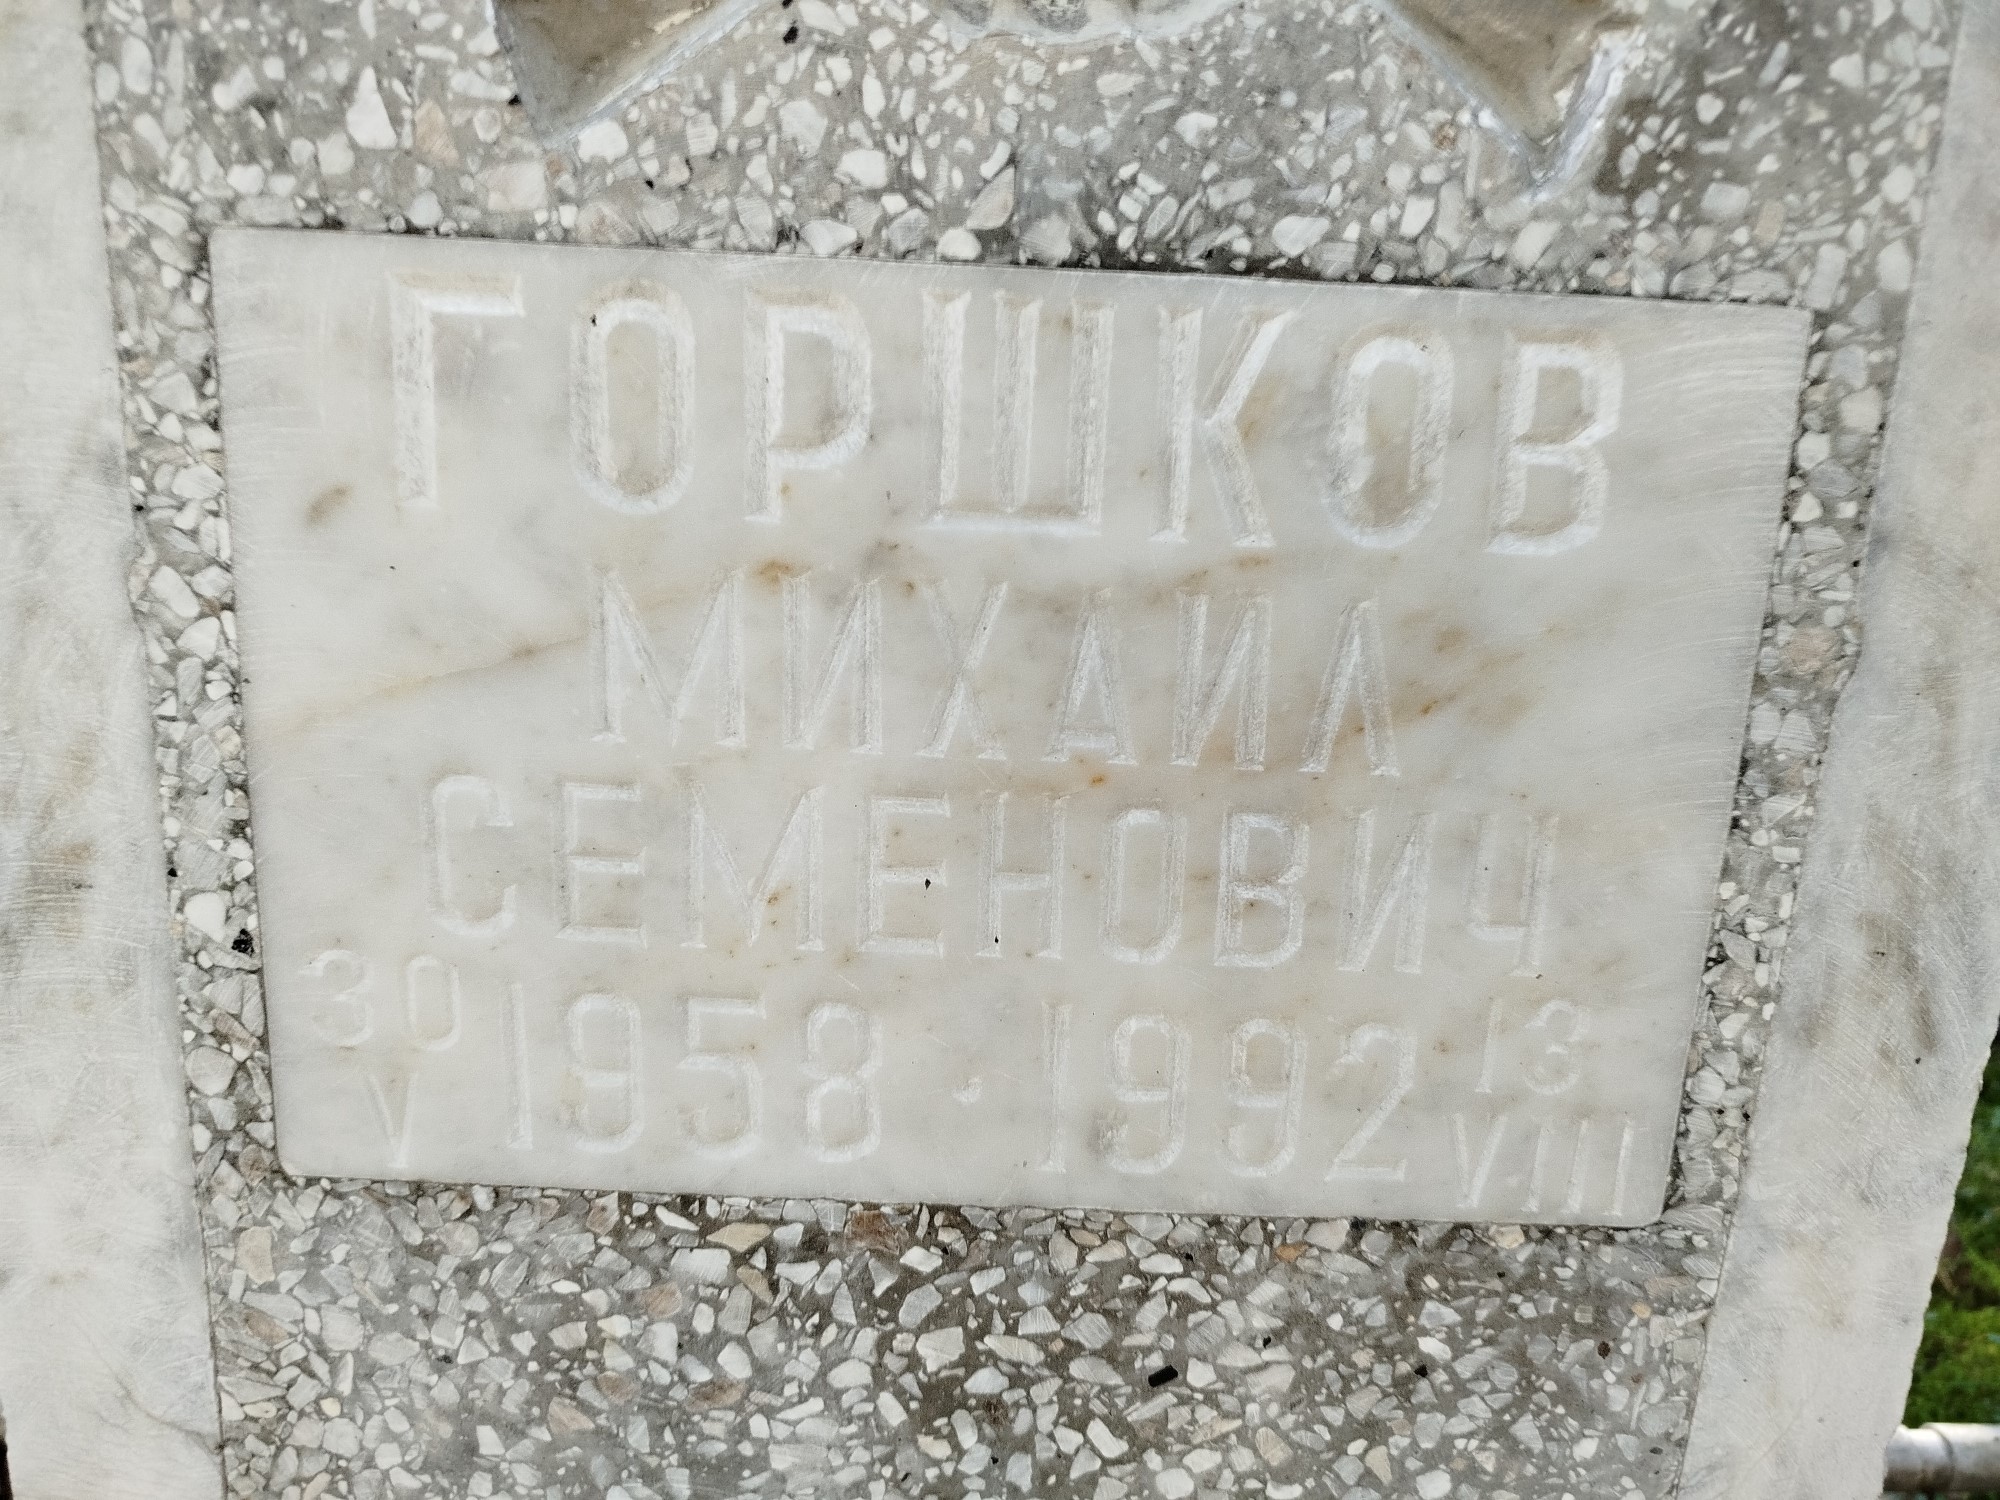 ГОРШКОВ
МИХАИЛ
СЕМЕНОВИЧ
30 V 1958 · 1992 13 VIII